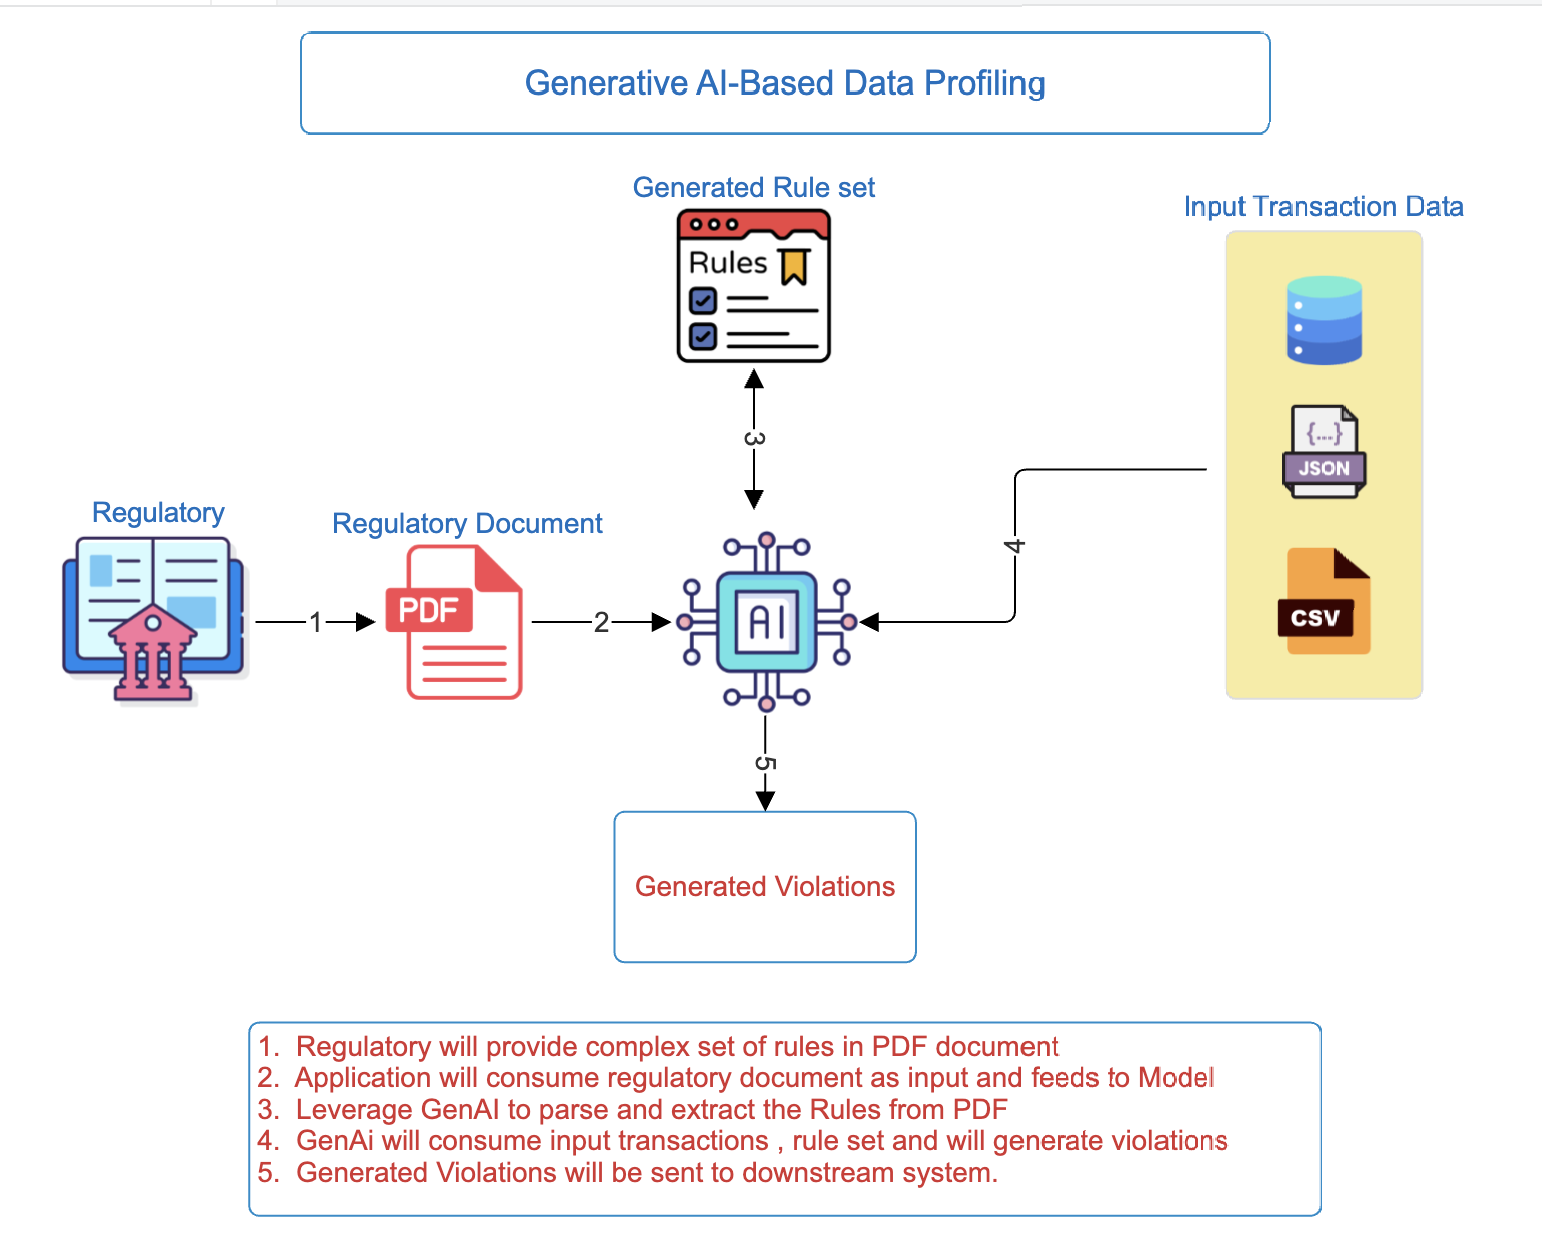 Generative AI-Based Data Profiling
Generated Rule set
Input Transaction Data
Rules
{...}
JSON
3
4
Regulatory
Regulatory Document
PDF
1
2
AI
CSV
5
Generated Violations
1. Regulatory will provide complex set of rules in PDF document
2. Application will consume regulatory document as input and feeds to Model
3. Leverage GenAI to parse and extract the Rules from PDF
4. GenAi will consume input transactions , rule set and will generate violations
5. Generated Violations will be sent to downstream system.